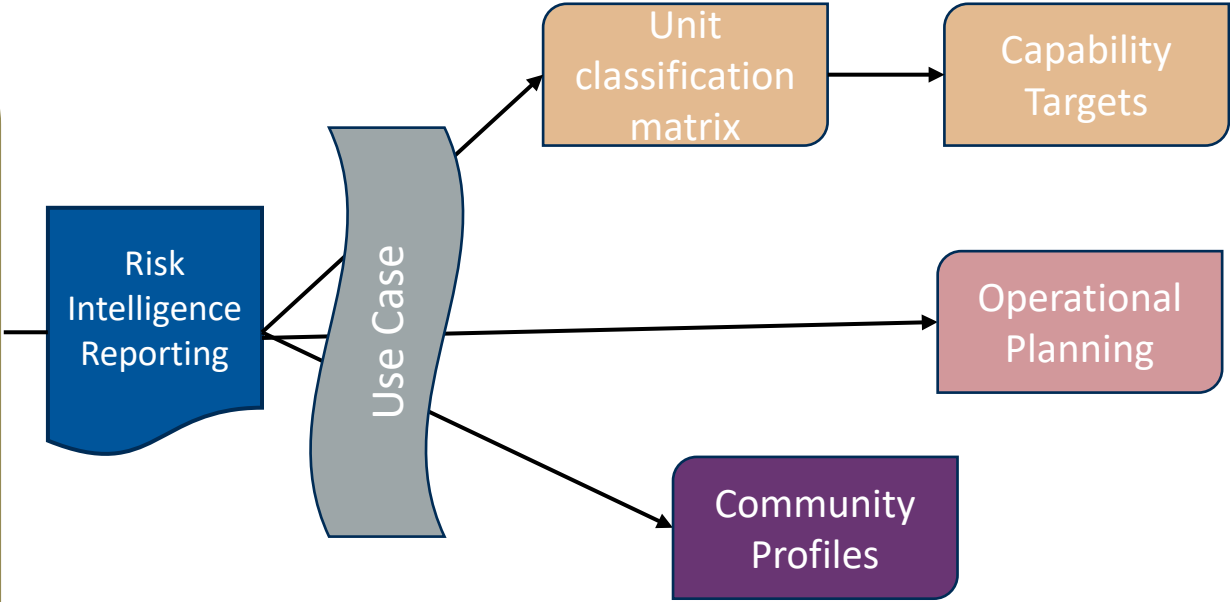 Unit
classification
matrix
Capability
Targets
Risk
Intelligence
Reporting
Use Case
Operational
Planning
Community
Profiles